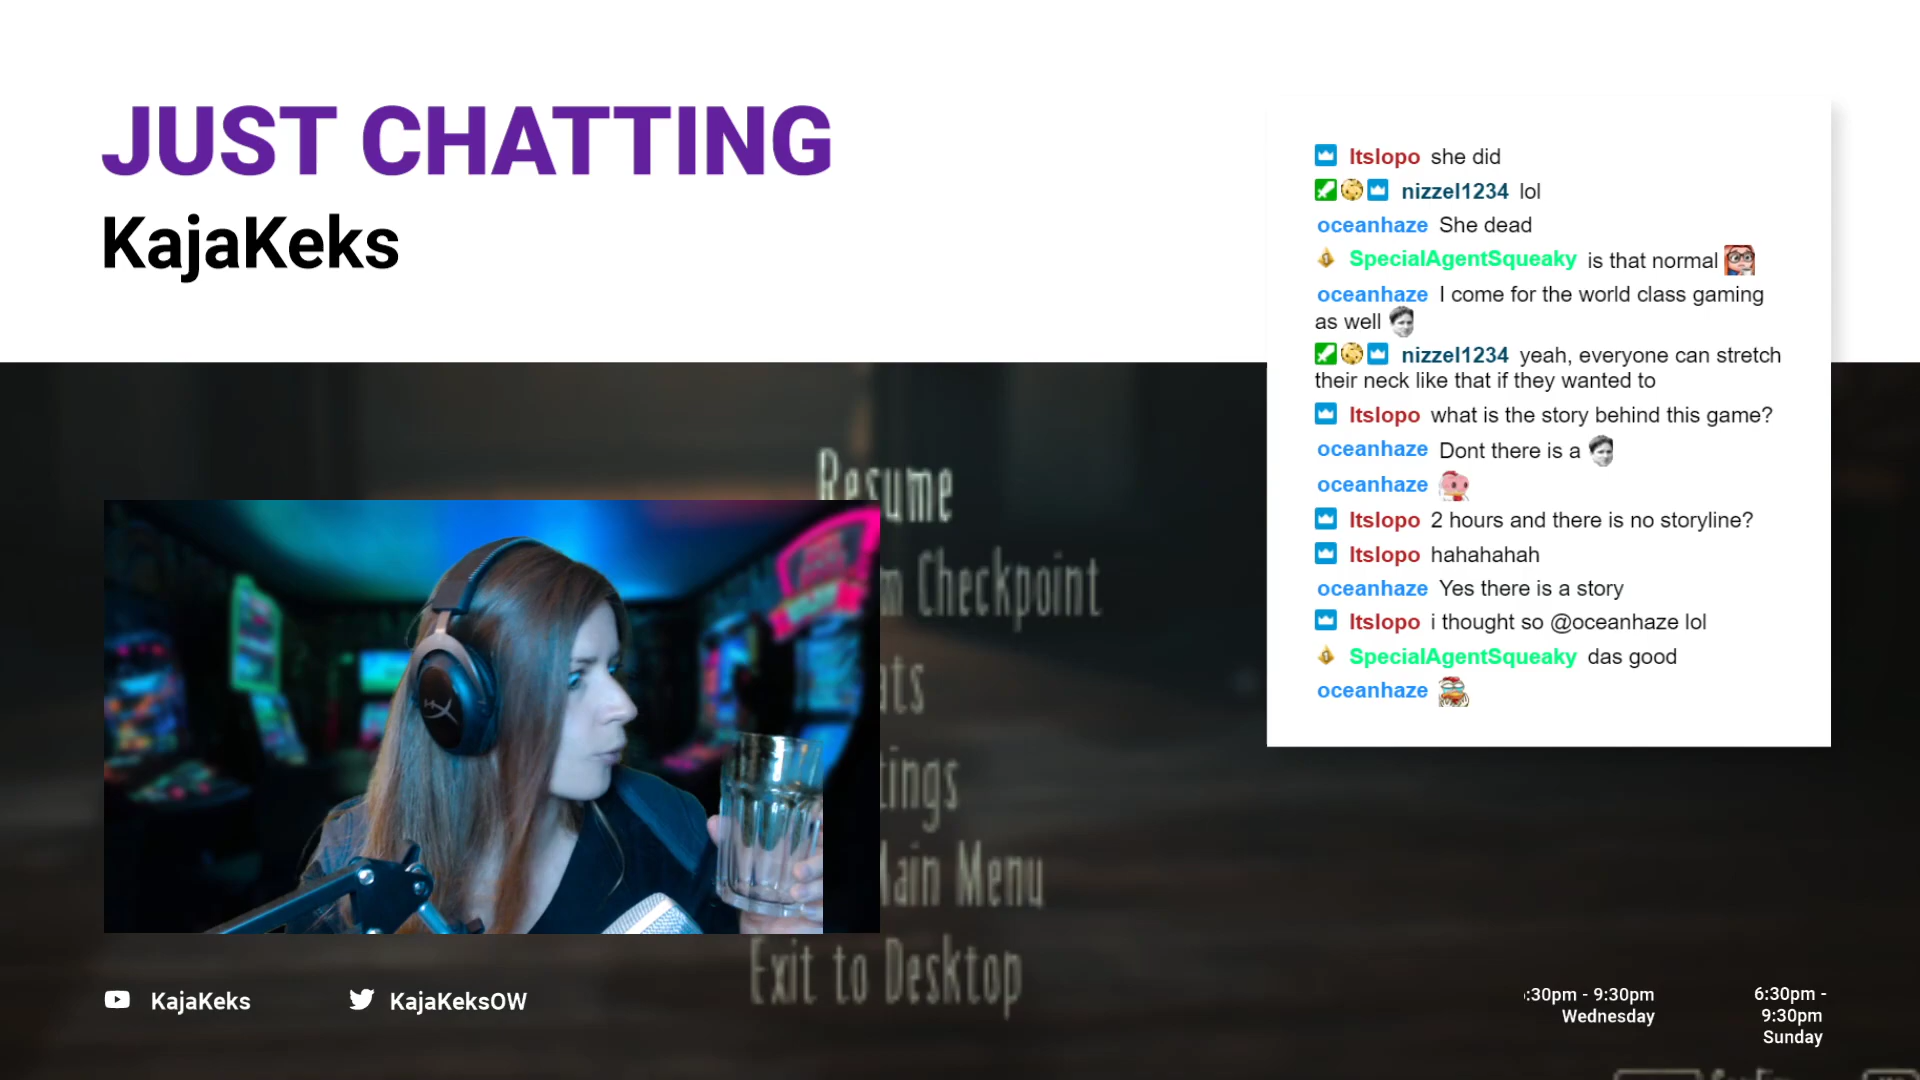 JUST CHATTING
KajaKeks
Itslopo she did
nizzel1234 lol
oceanhaze She dead
SpecialAgentSqueaky is that normal
oceanhaze I come for the world class gaming
as well
nizzel1234 yeah, everyone can stretch
their neck like that if they wanted to
Itslopo what is the story behind this game?
oceanhaze Dont there is a
oceanhaze
Itslopo 2 hours and there is no storyline?
Itslopo hahahahah
oceanhaze Yes there is a story
Itslopo i thought so @oceanhaze lol
SpecialAgentSqueaky das good
oceanhaze
Resume
Checkpoint
Main Menu
Exit to Desktop
KajaKeks
KajaKeksOW
:30pm - 9:30pm
Wednesday
6:30pm -
9:30pm
Sunday